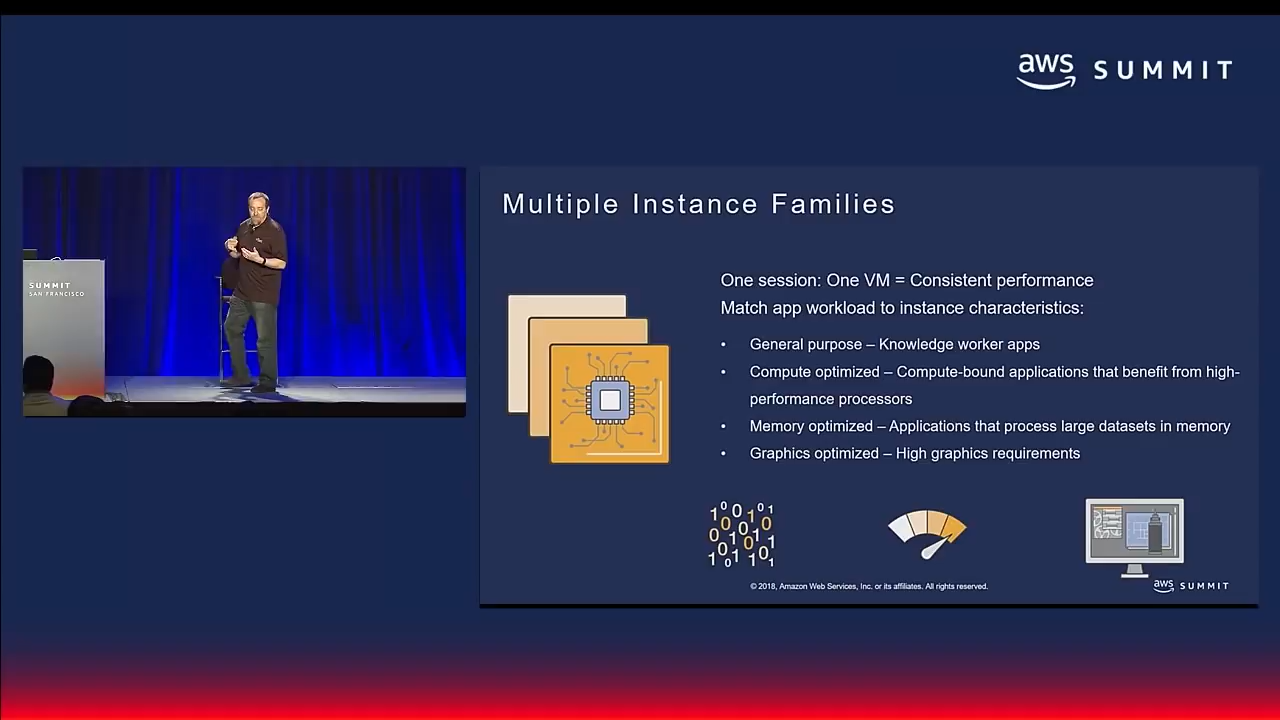 aws SUMMIT
SUMMIT
SAN FRANCISCO
Multiple Instance Families
One session: One VM = Consistent performance
Match app workload to instance characteristics:
• General purpose – Knowledge worker apps
• Compute optimized – Compute-bound applications that benefit from high-
performance processors
• Memory optimized – Applications that process large datasets in memory
• Graphics optimized – High graphics requirements
© 2018, Amazon Web Services, Inc. or its affiliates. All rights reserved.
aws SUMMIT